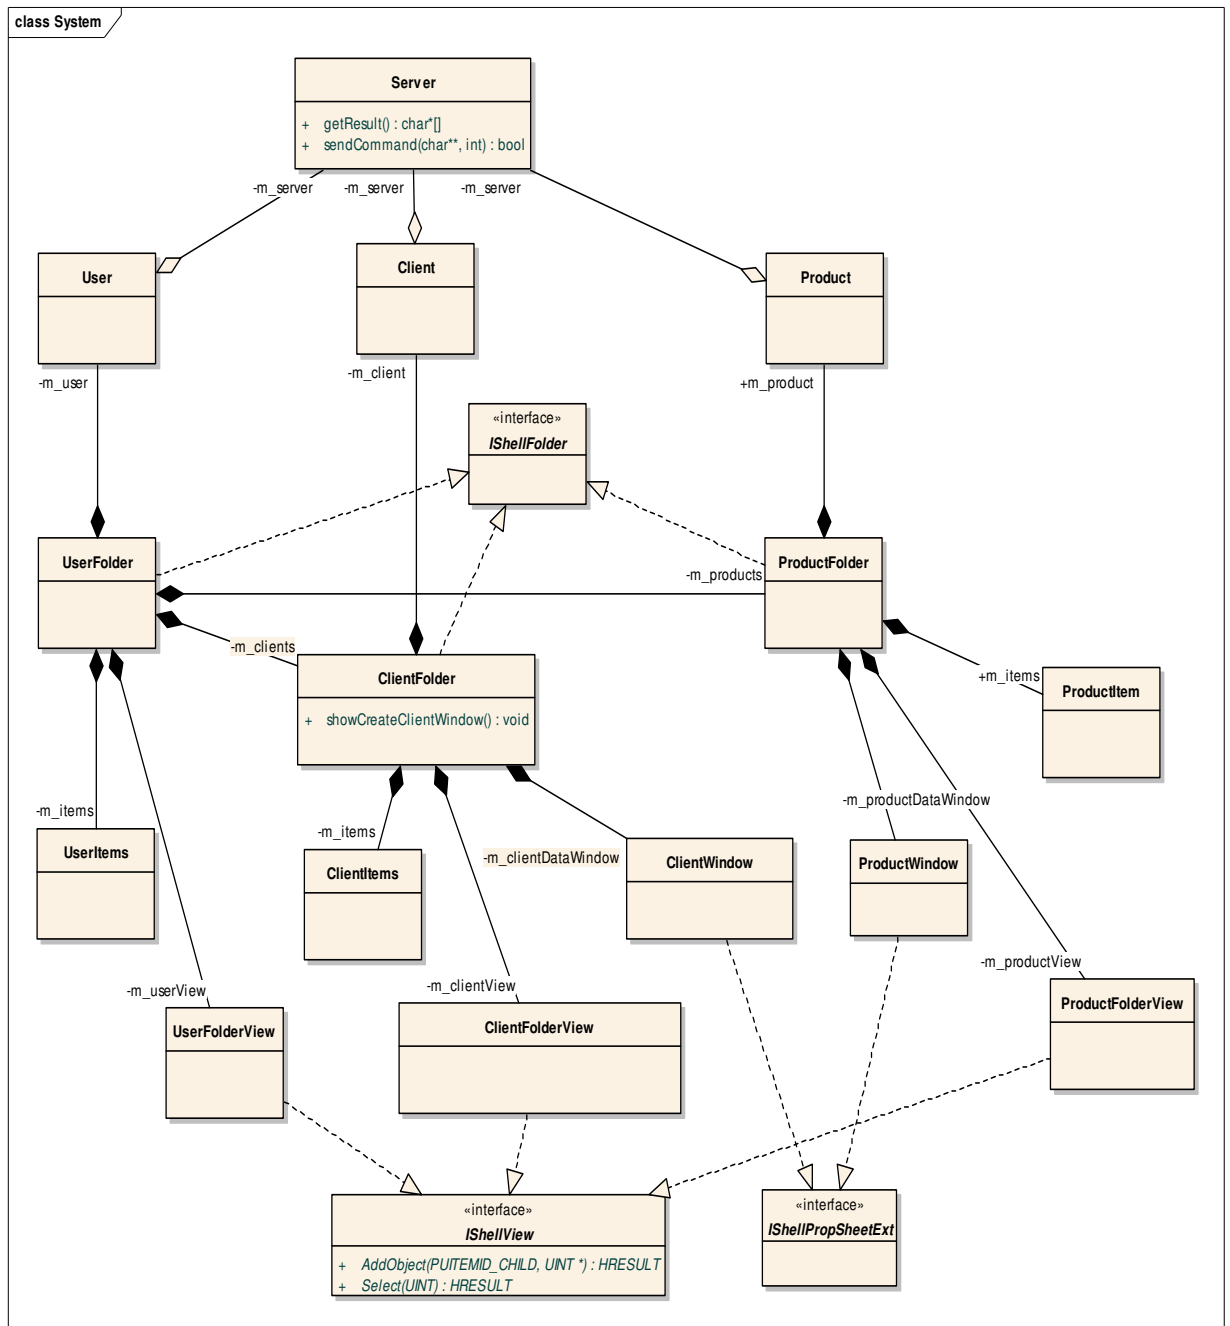 class System
Server
+ getResult() : char*[]
+ sendCommand(char**, int) : bool
-m_server
-m_server
-m_server
User
Client
Product
-m_user
-m_client
+m_product
«interface»
IShellFolder
UserFolder
ProductFolder
-m_products
-m_clients
ClientFolder
+ showCreateClientWindow() : void
+m_items
ProductItem
-m_items
UserItems
-m_items
ClientItems
-m_clientDataWindow
ClientWindow
-m_productDataWindow
ProductWindow
-m_userView
UserFolderView
-m_clientView
ClientFolderView
-m_productView
ProductFolderView
«interface»
IShellView
+ AddObject(PUITEMID_CHILD, UINT *) : HRESULT
+ Select(UINT) : HRESULT
«interface»
IShellPropSheetExt